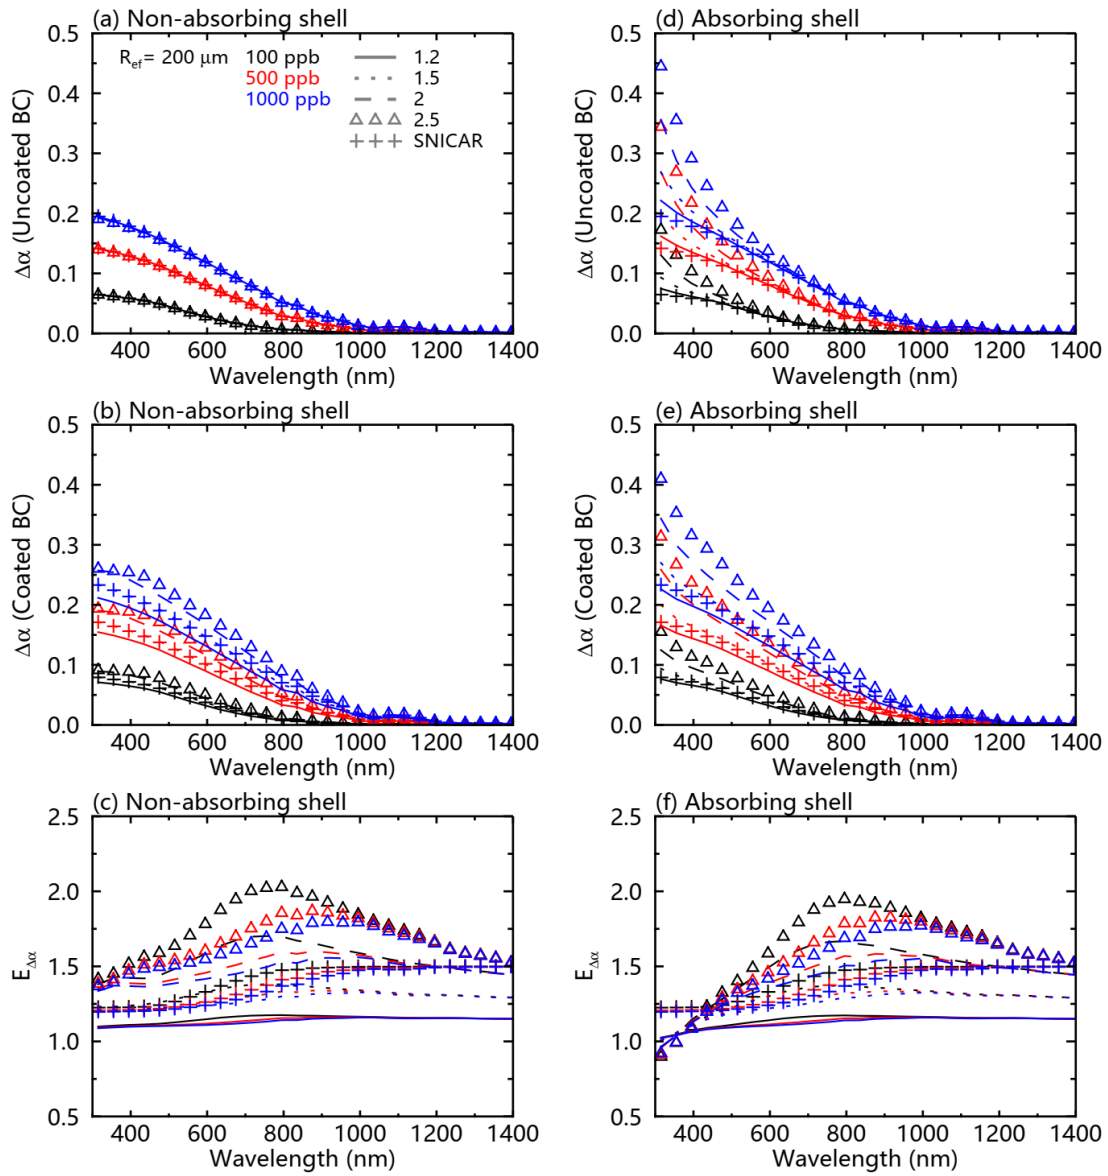 (a) Non-absorbing shell
0.5
0.4
0.3
0.2
0.1
0.0
Δα (Uncoated BC)
R_ef = 200 μm
100 ppb
500 ppb
1000 ppb
1.2
1.5
2
2.5
SNICAR
400 600 800 1000 1200 1400
Wavelength (nm)
(d) Absorbing shell
0.5
0.4
0.3
0.2
0.1
0.0
Δα (Uncoated BC)
400 600 800 1000 1200 1400
Wavelength (nm)
(b) Non-absorbing shell
0.5
0.4
0.3
0.2
0.1
0.0
Δα (Coated BC)
400 600 800 1000 1200 1400
Wavelength (nm)
(e) Absorbing shell
0.5
0.4
0.3
0.2
0.1
0.0
Δα (Coated BC)
400 600 800 1000 1200 1400
Wavelength (nm)
(c) Non-absorbing shell
2.5
2.0
1.5
1.0
0.5
E_Δα
400 600 800 1000 1200 1400
Wavelength (nm)
(f) Absorbing shell
2.5
2.0
1.5
1.0
0.5
E_Δα
400 600 800 1000 1200 1400
Wavelength (nm)